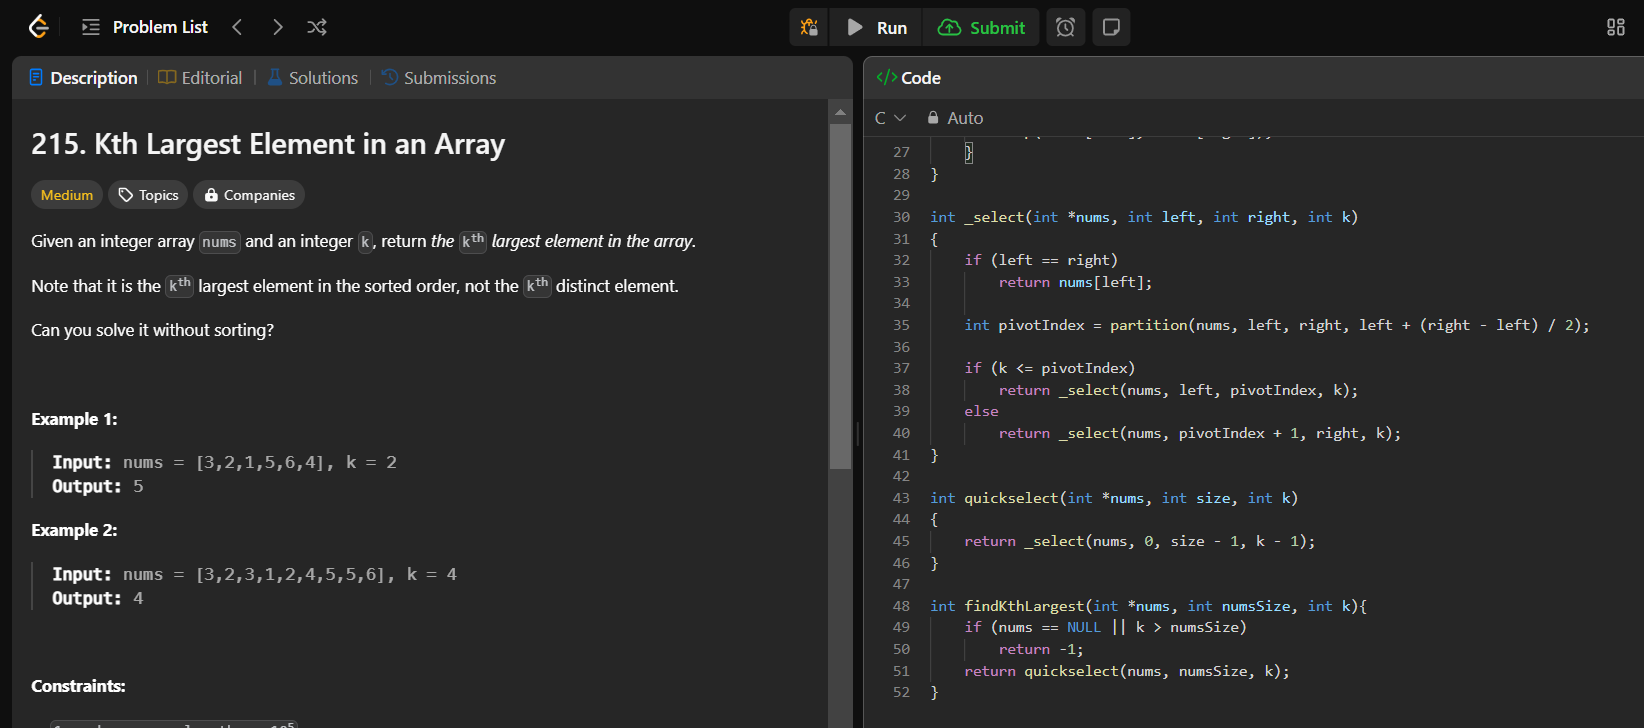 Problem List
Run
Submit
Description
Editorial
Solutions
Submissions
215. Kth Largest Element in an Array
Medium
Topics
Companies
Given an integer array nums and an integer k, return the kth largest element in the array.
Note that it is the kth largest element in the sorted order, not the kth distinct element.
Can you solve it without sorting?
Example 1:
Input: nums = [3,2,1,5,6,4], k = 2
Output: 5
Example 2:
Input: nums = [3,2,3,1,2,4,5,5,6], k = 4
Output: 4
Constraints:
</> Code
C
Auto
27         }
28 }
29
30 int _select(int *nums, int left, int right, int k)
31 {
32     if (left == right)
33         return nums[left];
34
35     int pivotIndex = partition(nums, left, right, left + (right - left) / 2);
36
37     if (k <= pivotIndex)
38         return _select(nums, left, pivotIndex, k);
39     else
40         return _select(nums, pivotIndex + 1, right, k);
41 }
42
43 int quickselect(int *nums, int size, int k)
44 {
45     return _select(nums, 0, size - 1, k - 1);
46 }
47
48 int findKthLargest(int *nums, int numsSize, int k){
49     if (nums == NULL || k > numsSize)
50         return -1;
51     return quickselect(nums, numsSize, k);
52 }